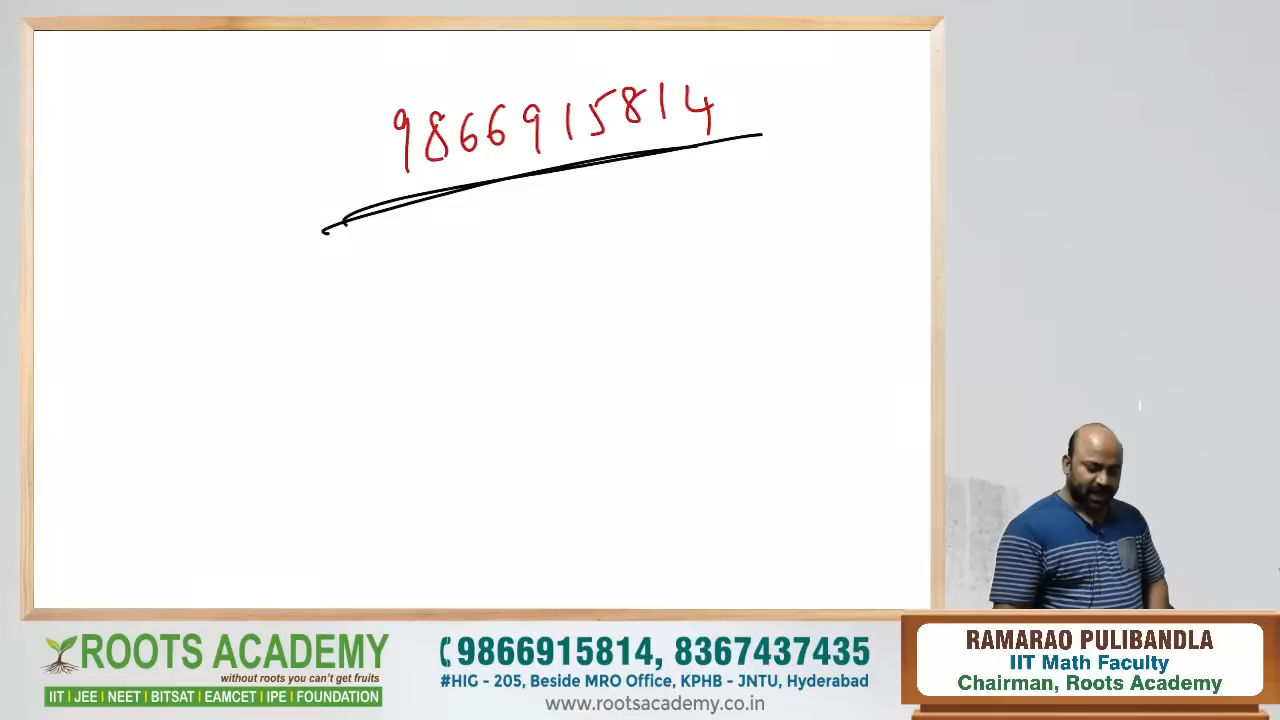 9866915814
ROOTS ACADEMY
without roots you can't get fruits
IIT | JEE | NEET | BITSAT | EAMCET | IPE | FOUNDATION
9866915814, 8367437435
#HIG - 205, Beside MRO Office, KPHB - JNTU, Hyderabad
www.rootsacademy.co.in
RAMARAO PULIBANDLA
IIT Math Faculty
Chairman, Roots Academy